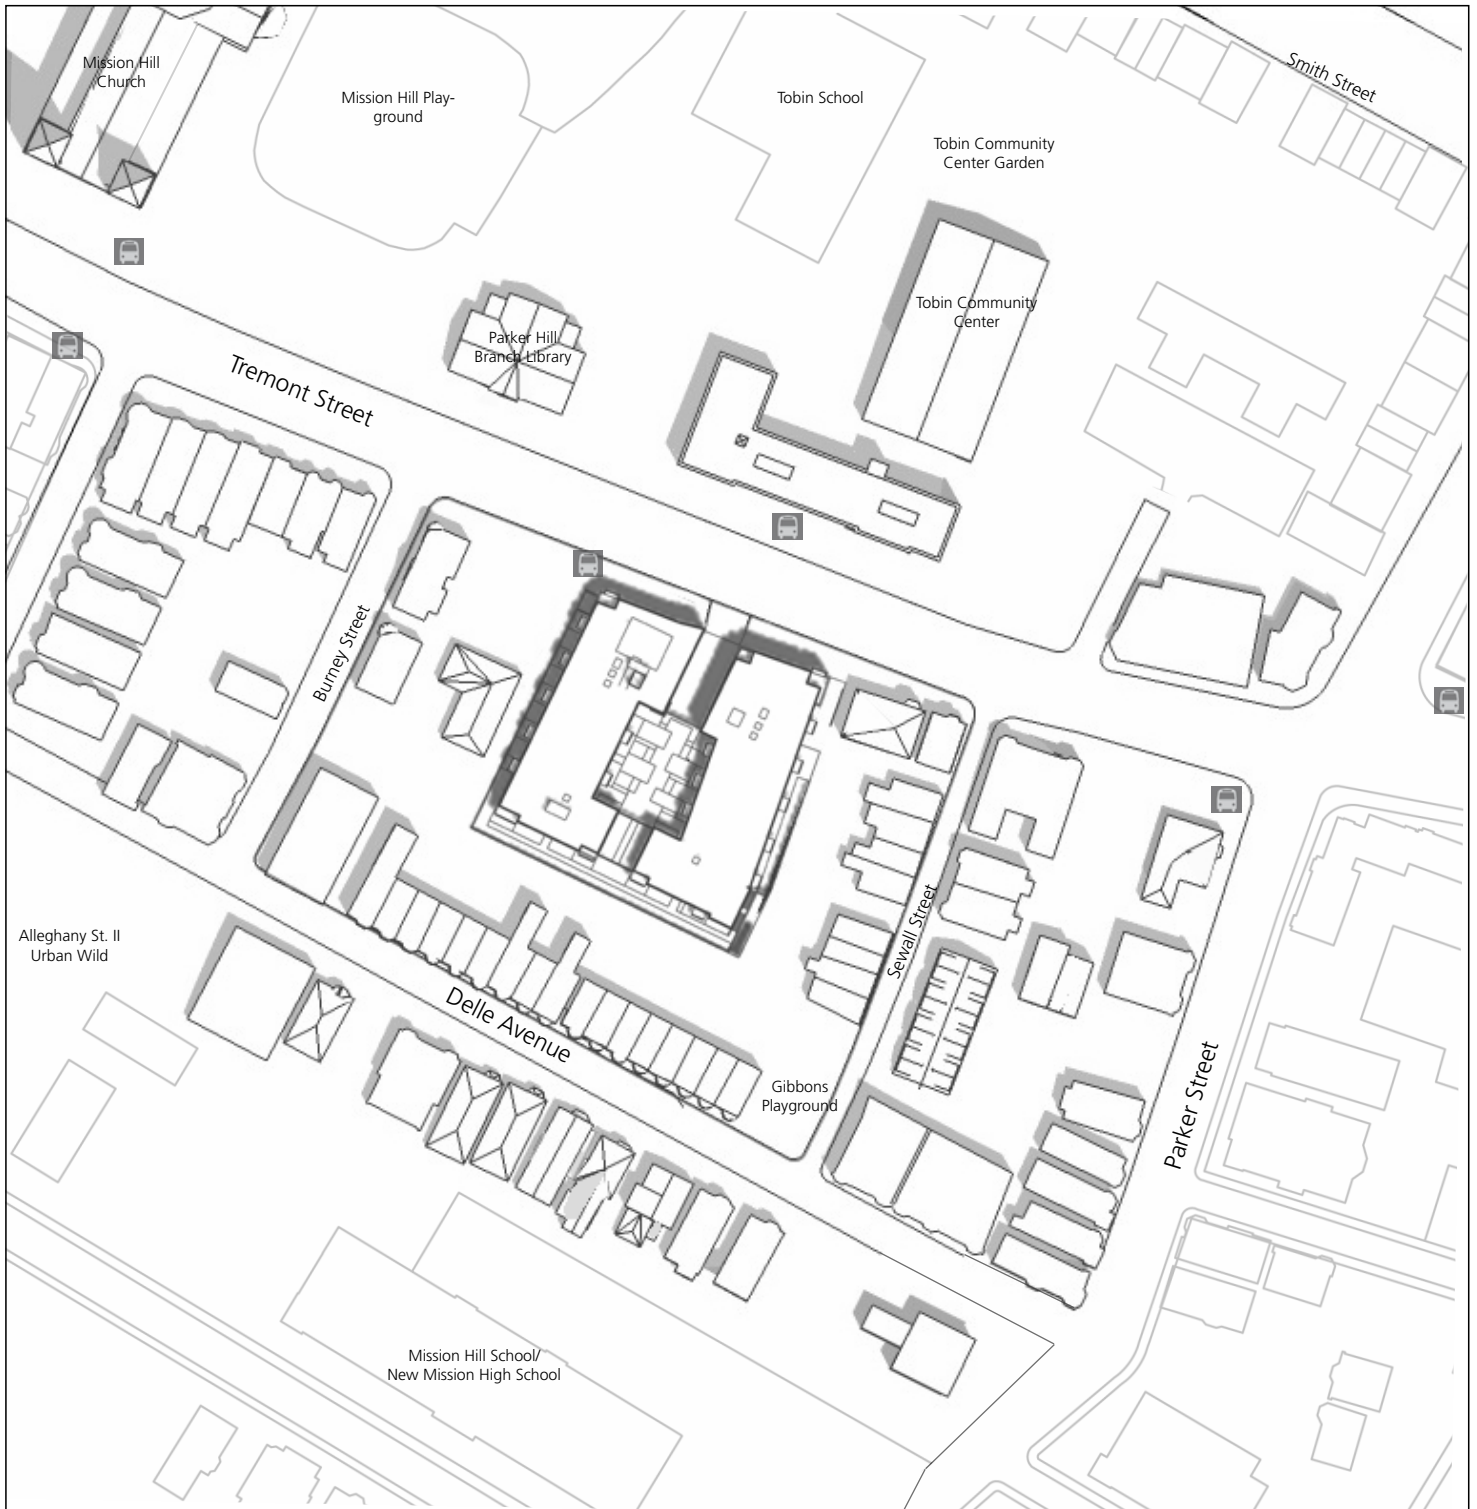 Mission Hill
Church
Mission Hill Play-
ground
Tobin School
Smith Street
Tobin Community
Center Garden
Tobin Community
Center
Parker Hill
Branch Library
Tremont Street
Burney Street
Sewall Street
Alleghany St. II
Urban Wild
Delle Avenue
Gibbons
Playground
Parker Street
Mission Hill School/
New Mission High School